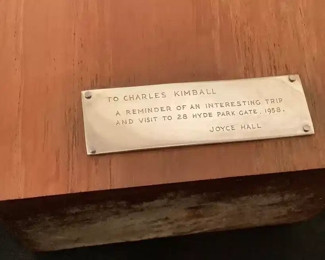 TO CHARLES KIMBALL
A REMINDER OF AN INTERESTING TRIP
AND VISIT TO 28 HYDE PARK GATE, 1958.
JOYCE HALL